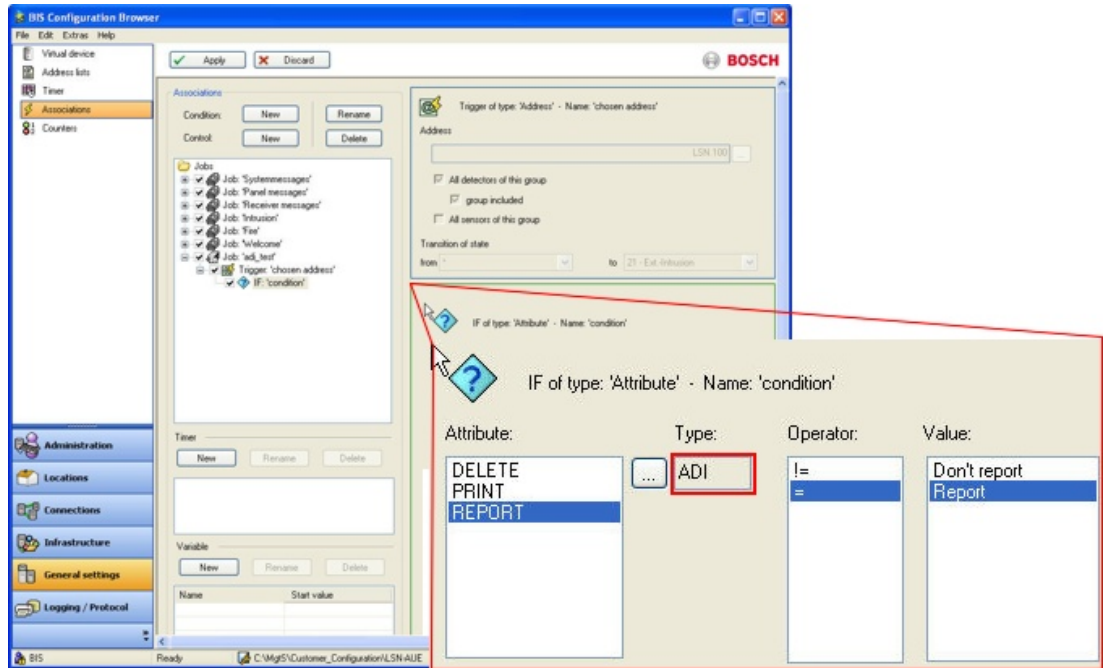 BIS Configuration Browser
File Edit Extras Help
Virtual device
Address lists
Timer
Associations
Counters
Apply
Discard
BOSCH
Associations
Condition: New Rename
Control: New Delete
Jobs
Job: 'Systemmessages'
Job: 'Panel messages'
Job: 'Receiver messages'
Job: 'Intrusion'
Job: 'Fire'
Job: 'Welcome'
Job: 'adi_test'
Trigger: 'chosen address'
IF: 'condition'
Timer
New Rename Delete
Variable
New Rename Delete
Name Start value
Trigger of type: 'Address' - Name: 'chosen address'
Address
LSN.100 ...
All detectors of this group
group included
All sensors of this group
Transition of state
from * to 21 - Ext.-Intrusion
IF of type: 'Attribute' - Name: 'condition'
IF of type: 'Attribute' - Name: 'condition'
Attribute: Type: Operator: Value:
DELETE ... ADI != Don't report
PRINT = Report
REPORT
Administration
Locations
Connections
Infrastructure
General settings
Logging / Protocol
BIS Ready C:\MgtS\Customer_Configuration\LSN-AUE